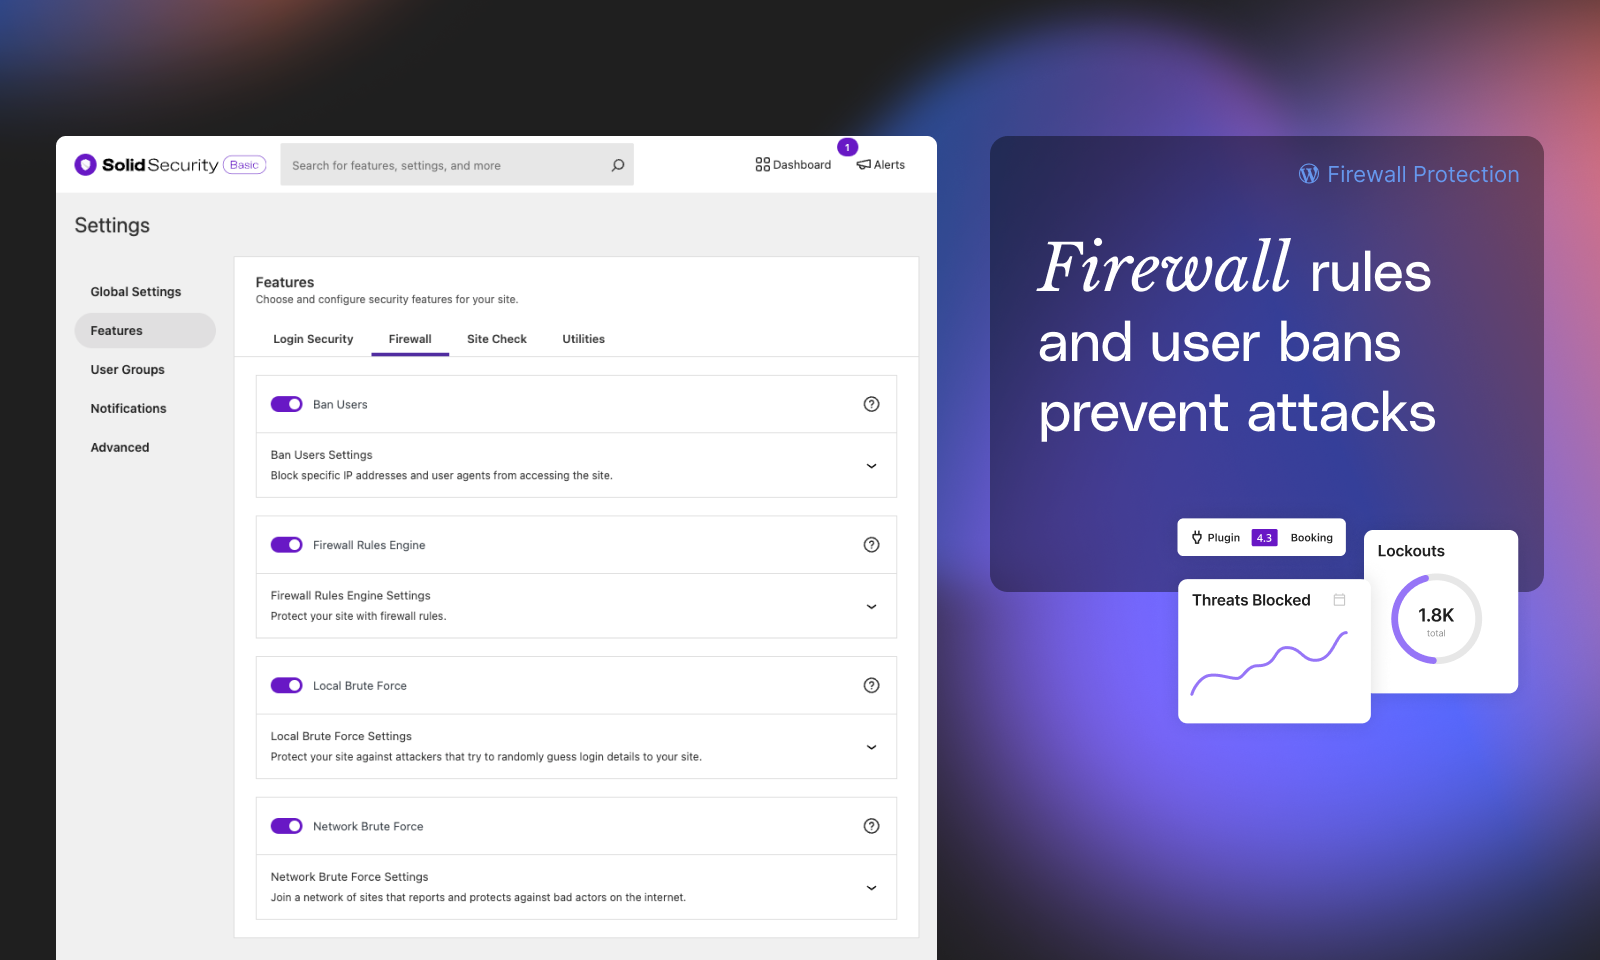 SolidSecurity Basic
Search for features, settings, and more
Dashboard
1
Alerts
Settings
Global Settings
Features
User Groups
Notifications
Advanced
Features
Choose and configure security features for your site.
Login Security Firewall Site Check Utilities
Ban Users
Ban Users Settings
Block specific IP addresses and user agents from accessing the site.
Firewall Rules Engine
Firewall Rules Engine Settings
Protect your site with firewall rules.
Local Brute Force
Local Brute Force Settings
Protect your site against attackers that try to randomly guess login details to your site.
Network Brute Force
Network Brute Force Settings
Join a network of sites that reports and protects against bad actors on the internet.
Firewall Protection
Firewall rules
and user bans
prevent attacks
Plugin 4.3 Booking
Lockouts
1.8K
total
Threats Blocked